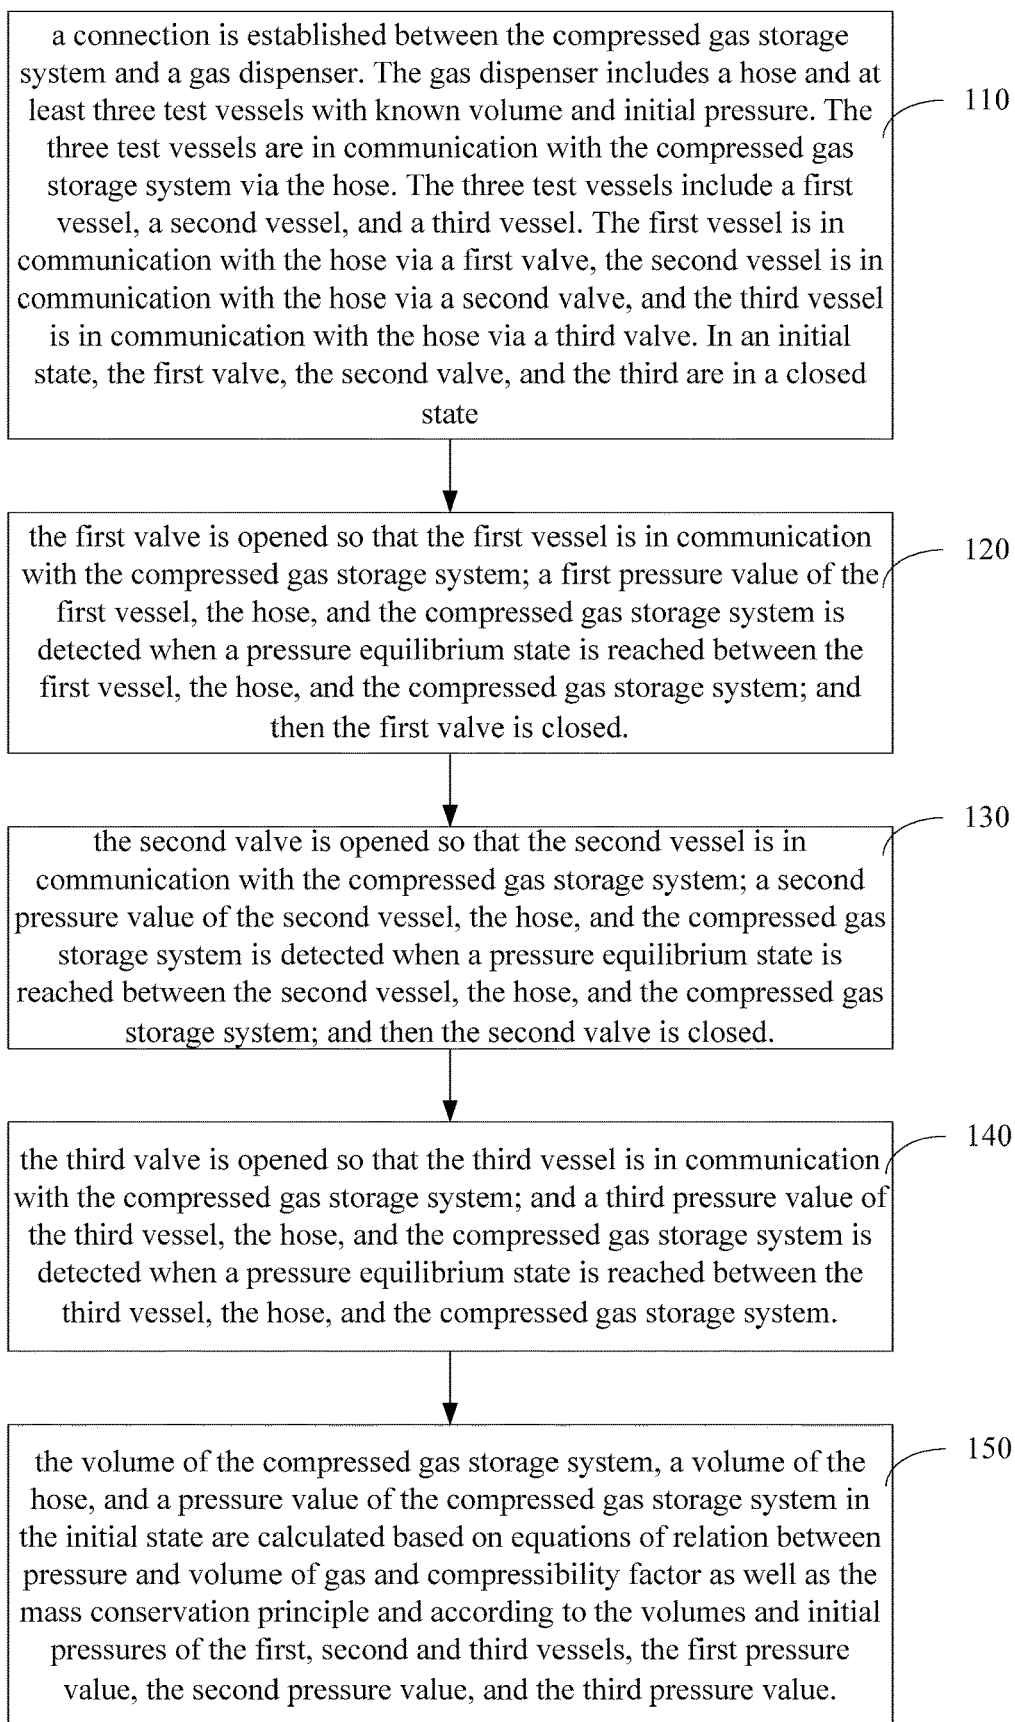 a connection is established between the compressed gas storage
system and a gas dispenser. The gas dispenser includes a hose and at
least three test vessels with known volume and initial pressure. The
three test vessels are in communication with the compressed gas
storage system via the hose. The three test vessels include a first
vessel, a second vessel, and a third vessel. The first vessel is in
communication with the hose via a first valve, the second vessel is in
communication with the hose via a second valve, and the third vessel
is in communication with the hose via a third valve. In an initial
state, the first valve, the second valve, and the third are in a closed
state
110
the first valve is opened so that the first vessel is in communication
with the compressed gas storage system; a first pressure value of the
first vessel, the hose, and the compressed gas storage system is
detected when a pressure equilibrium state is reached between the
first vessel, the hose, and the compressed gas storage system; and
then the first valve is closed.
120
the second valve is opened so that the second vessel is in
communication with the compressed gas storage system; a second
pressure value of the second vessel, the hose, and the compressed gas
storage system is detected when a pressure equilibrium state is
reached between the second vessel, the hose, and the compressed gas
storage system; and then the second valve is closed.
130
the third valve is opened so that the third vessel is in communication
with the compressed gas storage system; and a third pressure value of
the third vessel, the hose, and the compressed gas storage system is
detected when a pressure equilibrium state is reached between the
third vessel, the hose, and the compressed gas storage system.
140
the volume of the compressed gas storage system, a volume of the
hose, and a pressure value of the compressed gas storage system in
the initial state are calculated based on equations of relation between
pressure and volume of gas and compressibility factor as well as the
mass conservation principle and according to the volumes and initial
pressures of the first, second and third vessels, the first pressure
value, the second pressure value, and the third pressure value.
150